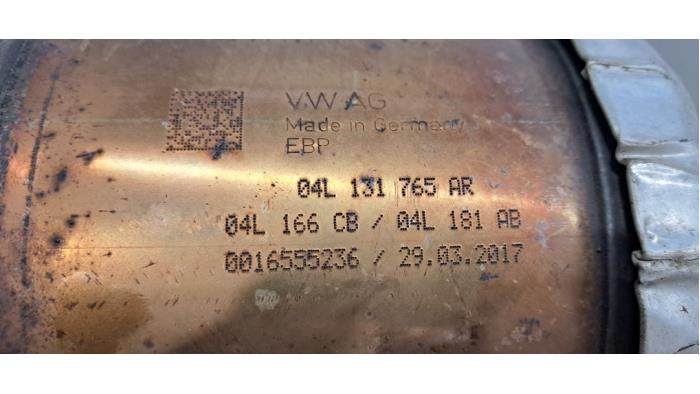 VW AG
Made in Germany
EBP
04L 131 765 AR
04L 166 CB / 04L 181 AB
0016555236 / 29.03.2017